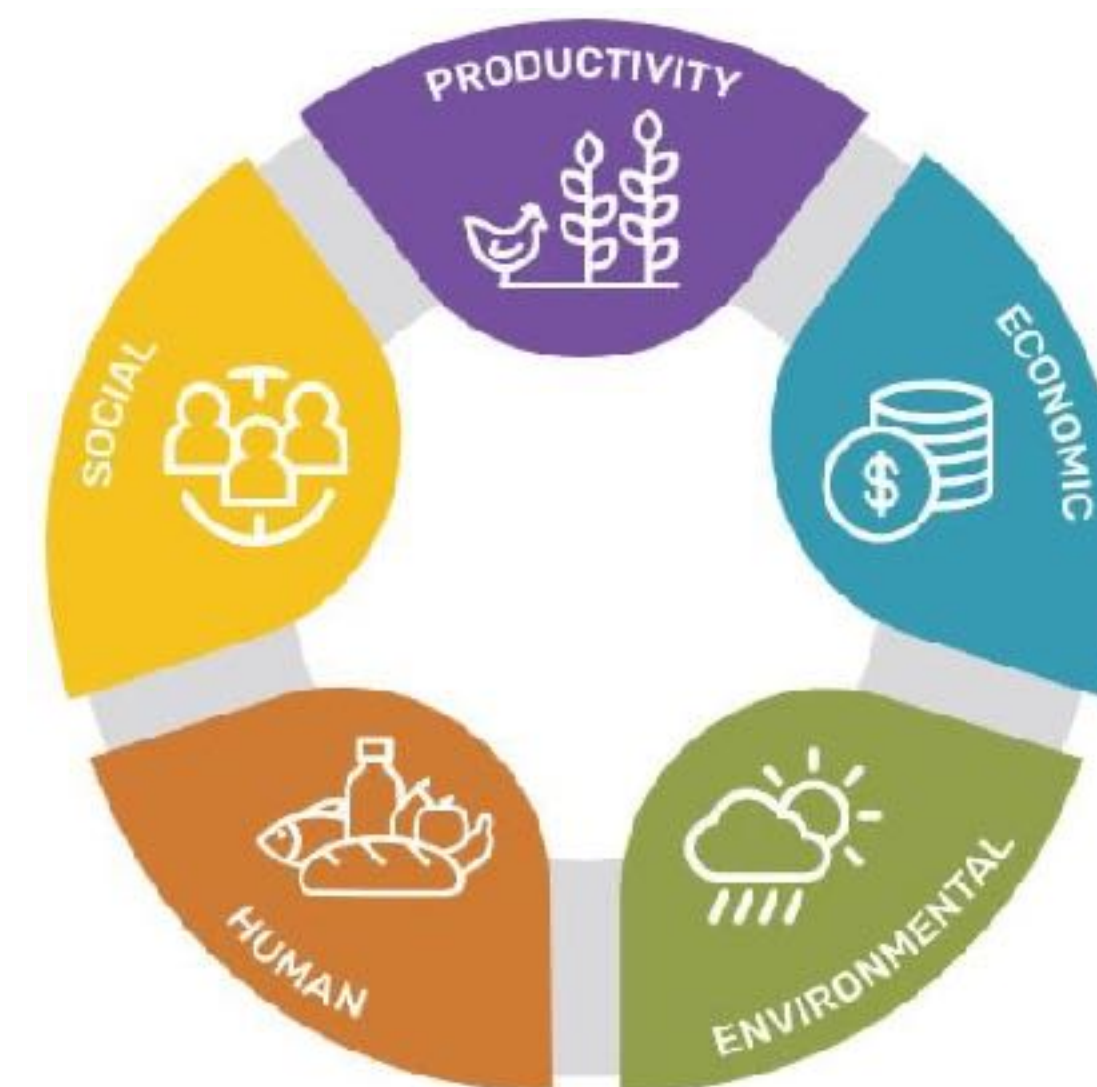 PRODUCTIVITY
ECONOMIC
ENVIRONMENTAL
HUMAN
SOCIAL
$